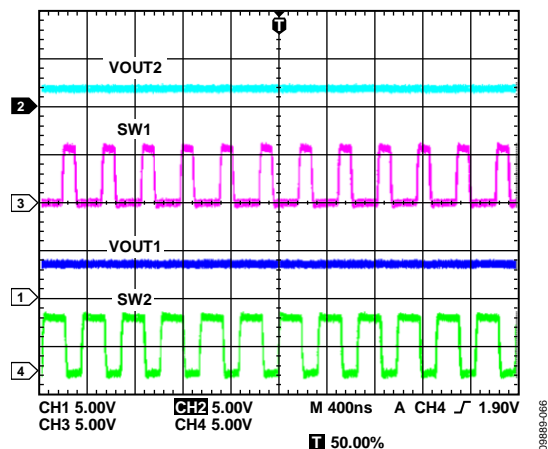 T
VOUT2
2
SW1
3
VOUT1
1
SW2
4
CH1 5.00V CH2 5.00V M 400ns A CH4 1.90V
CH3 5.00V CH4 5.00V
T 50.00%
09889-066